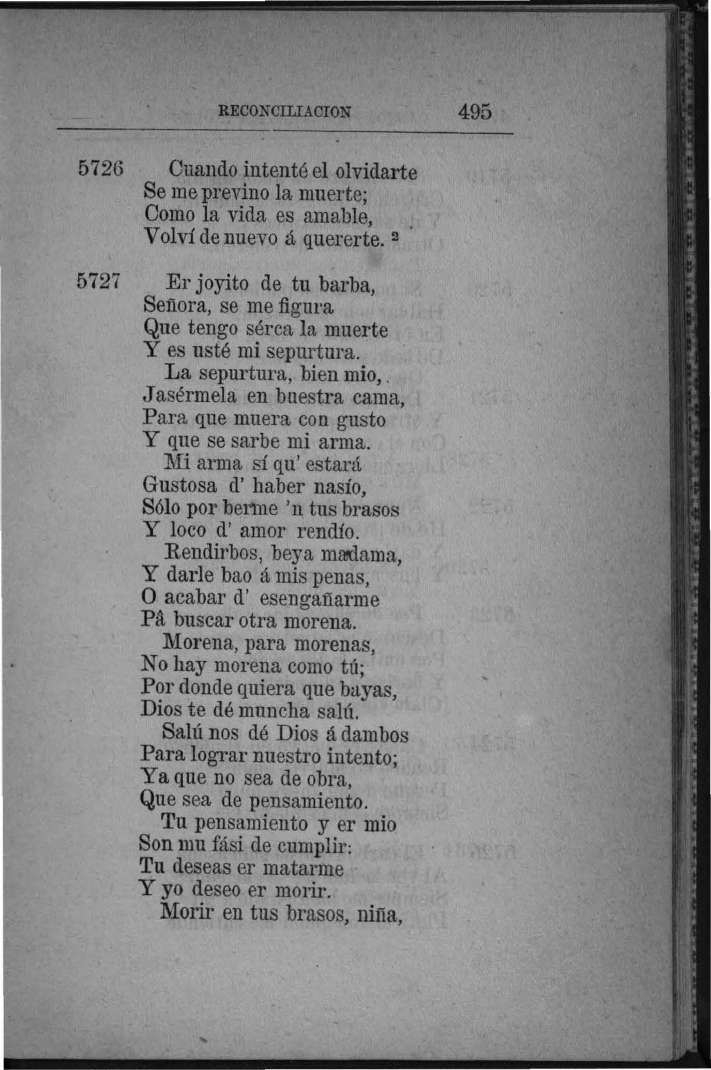 RECONCILIACION 495
5726 Cuando intenté el olvidarte
Se me previno la muerte;
Como la vida es amable,
Volví de nuevo á quererte. ²
5727 Er joyito de tu barba,
Señora, se me figura
Que tengo sérca la muerte
Y es usté mi sepurtura.
La sepurtura, bien mio,
Jasérmela en buestra cama,
Para que muera con gusto
Y que se sarbe mi arma.
Mi arma sí qu' estará
Gustosa d' haber nasío,
Sólo por berme 'n tus brasos
Y loco d' amor rendío.
Rendirbos, beya madama,
Y darle bao á mis penas,
O acabar d' esengañarme
Pâ buscar otra morena.
Morena, para morenas,
No hay morena como tú;
Por donde quiera que bayas,
Dios te dé muncha salú.
Salú nos dé Dios á dambos
Para lograr nuestro intento;
Ya que no sea de obra,
Que sea de pensamiento.
Tu pensamiento y er mio
Son mu fási de cumplir:
Tu deseas er matarme
Y yo deseo er morir.
Morir en tus brasos, niña,